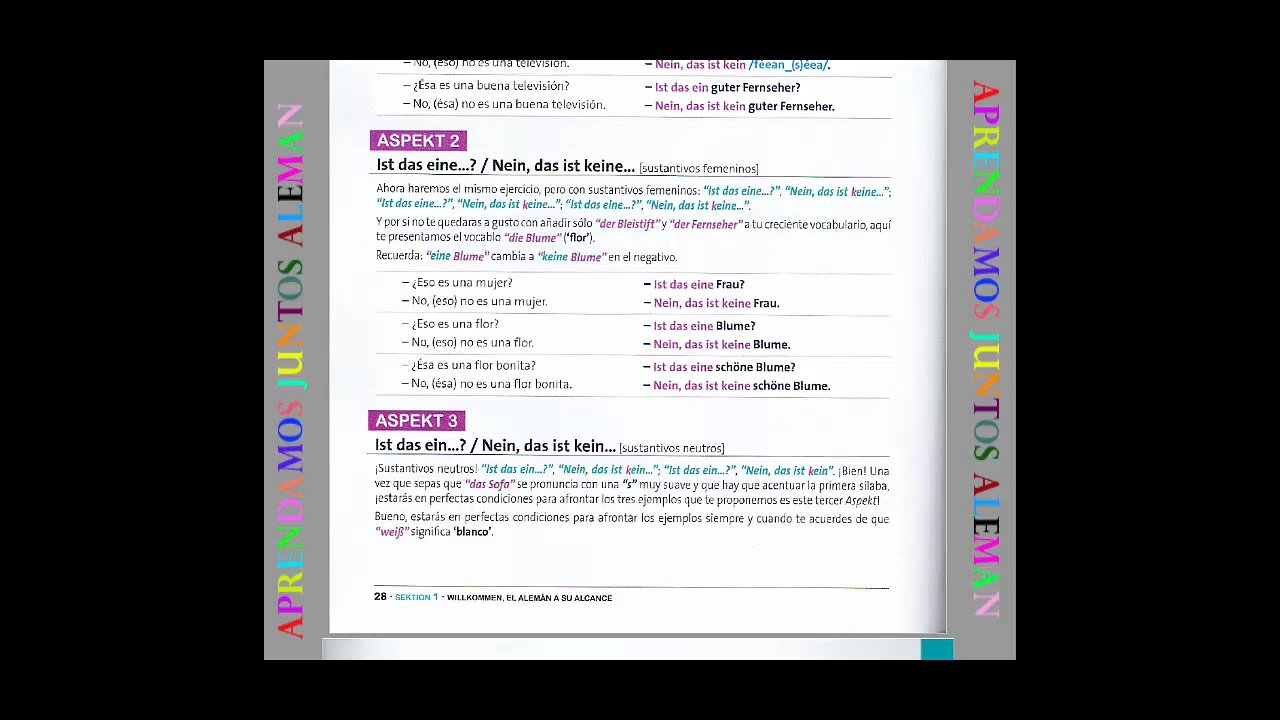 APRENDAMOS JUNTOS ALEMAN
– No, (eso) no es una televisión.
– Nein, das ist kein /féean_(s)éea/.
– ¿Ésa es una buena televisión?
– Ist das ein guter Fernseher?
– No, (ésa) no es una buena televisión.
– Nein, das ist kein guter Fernseher.
ASPEKT 2
Ist das eine...? / Nein, das ist keine... [sustantivos femeninos]
Ahora haremos el mismo ejercicio, pero con sustantivos femeninos: “Ist das eine...?”, “Nein, das ist keine...”;
“Ist das eine...?”, “Nein, das ist keine...”; “Ist das eine...?”, “Nein, das ist keine...”.
Y por si no te quedaras a gusto con añadir sólo “der Bleistift” y “der Fernseher” a tu creciente vocabulario, aquí
te presentamos el vocablo “die Blume” (‘flor’).
Recuerda: “eine Blume” cambia a “keine Blume” en el negativo.
– ¿Eso es una mujer?
– Ist das eine Frau?
– No, (eso) no es una mujer.
– Nein, das ist keine Frau.
– ¿Eso es una flor?
– Ist das eine Blume?
– No, (eso) no es una flor.
– Nein, das ist keine Blume.
– ¿Ésa es una flor bonita?
– Ist das eine schöne Blume?
– No, (ésa) no es una flor bonita.
– Nein, das ist keine schöne Blume.
ASPEKT 3
Ist das ein...? / Nein, das ist kein... [sustantivos neutros]
¡Sustantivos neutros! “Ist das ein...?”, “Nein, das ist kein...”; “Ist das ein...?”, “Nein, das ist kein”. ¡Bien! Una
vez que sepas que “das Sofa” se pronuncia con una “s” muy suave y que hay que acentuar la primera sílaba,
¡estarás en perfectas condiciones para afrontar los tres ejemplos que te proponemos es este tercer Aspekt!
Bueno, estarás en perfectas condiciones para afrontar los ejemplos siempre y cuando te acuerdes de que
“weiß” significa ‘blanco’.
28 · SEKTION 1 · WILLKOMMEN, EL ALEMÁN A SU ALCANCE
APRENDAMOS JUNTOS ALEMAN